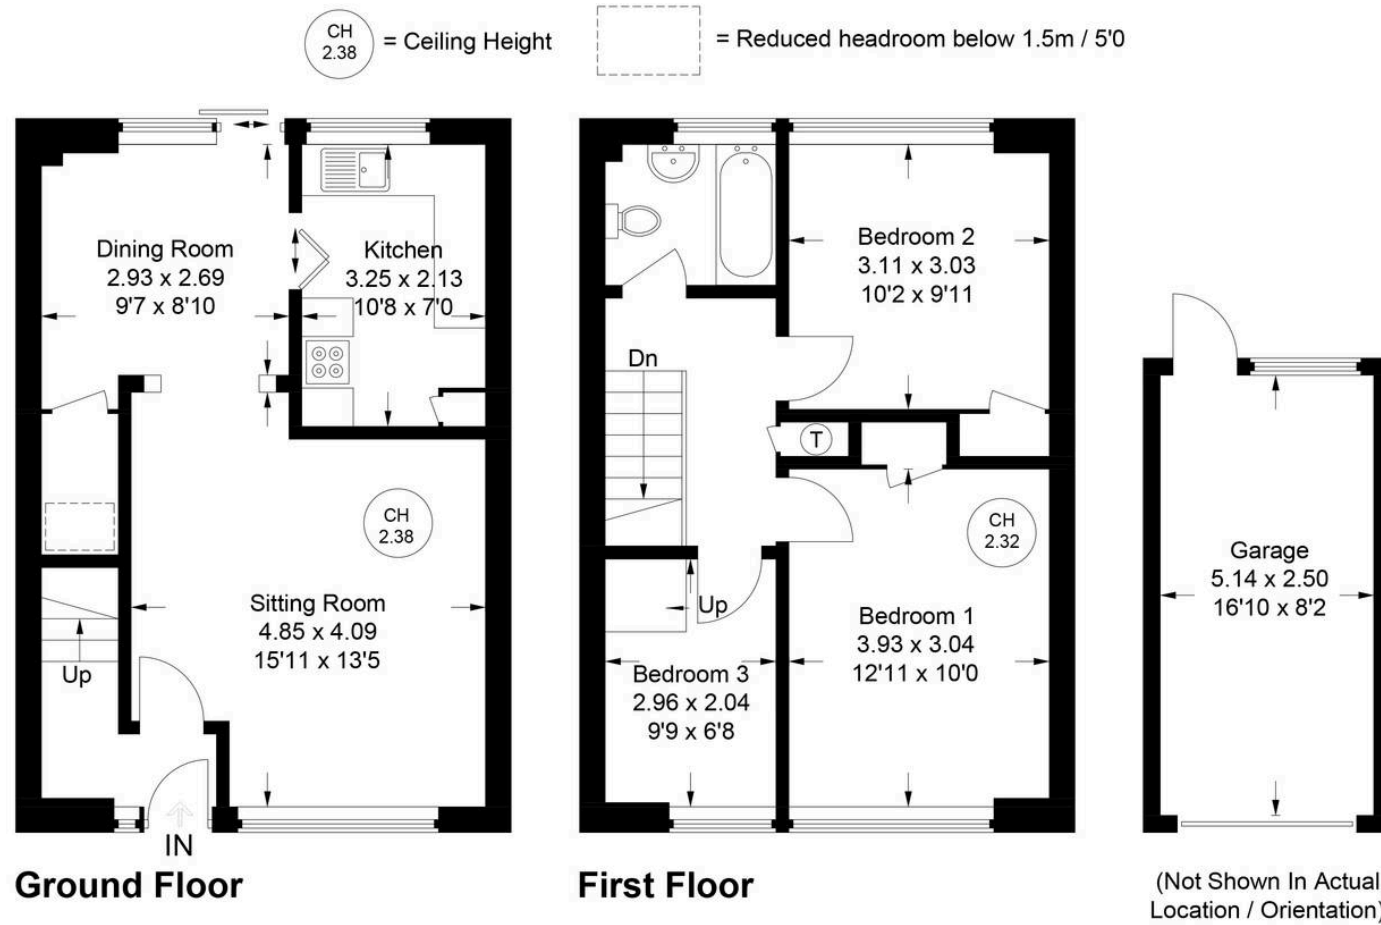 CH
2.38
= Ceiling Height
= Reduced headroom below 1.5m / 5'0
Dining Room
2.93 x 2.69
9'7 x 8'10
Kitchen
3.25 x 2.13
10'8 x 7'0
CH
2.38
Sitting Room
4.85 x 4.09
15'11 x 13'5
Up
IN
Ground Floor
Bedroom 2
3.11 x 3.03
10'2 x 9'11
Dn
T
CH
2.32
Up
Bedroom 1
3.93 x 3.04
12'11 x 10'0
Bedroom 3
2.96 x 2.04
9'9 x 6'8
First Floor
Garage
5.14 x 2.50
16'10 x 8'2
(Not Shown In Actual
Location / Orientation)